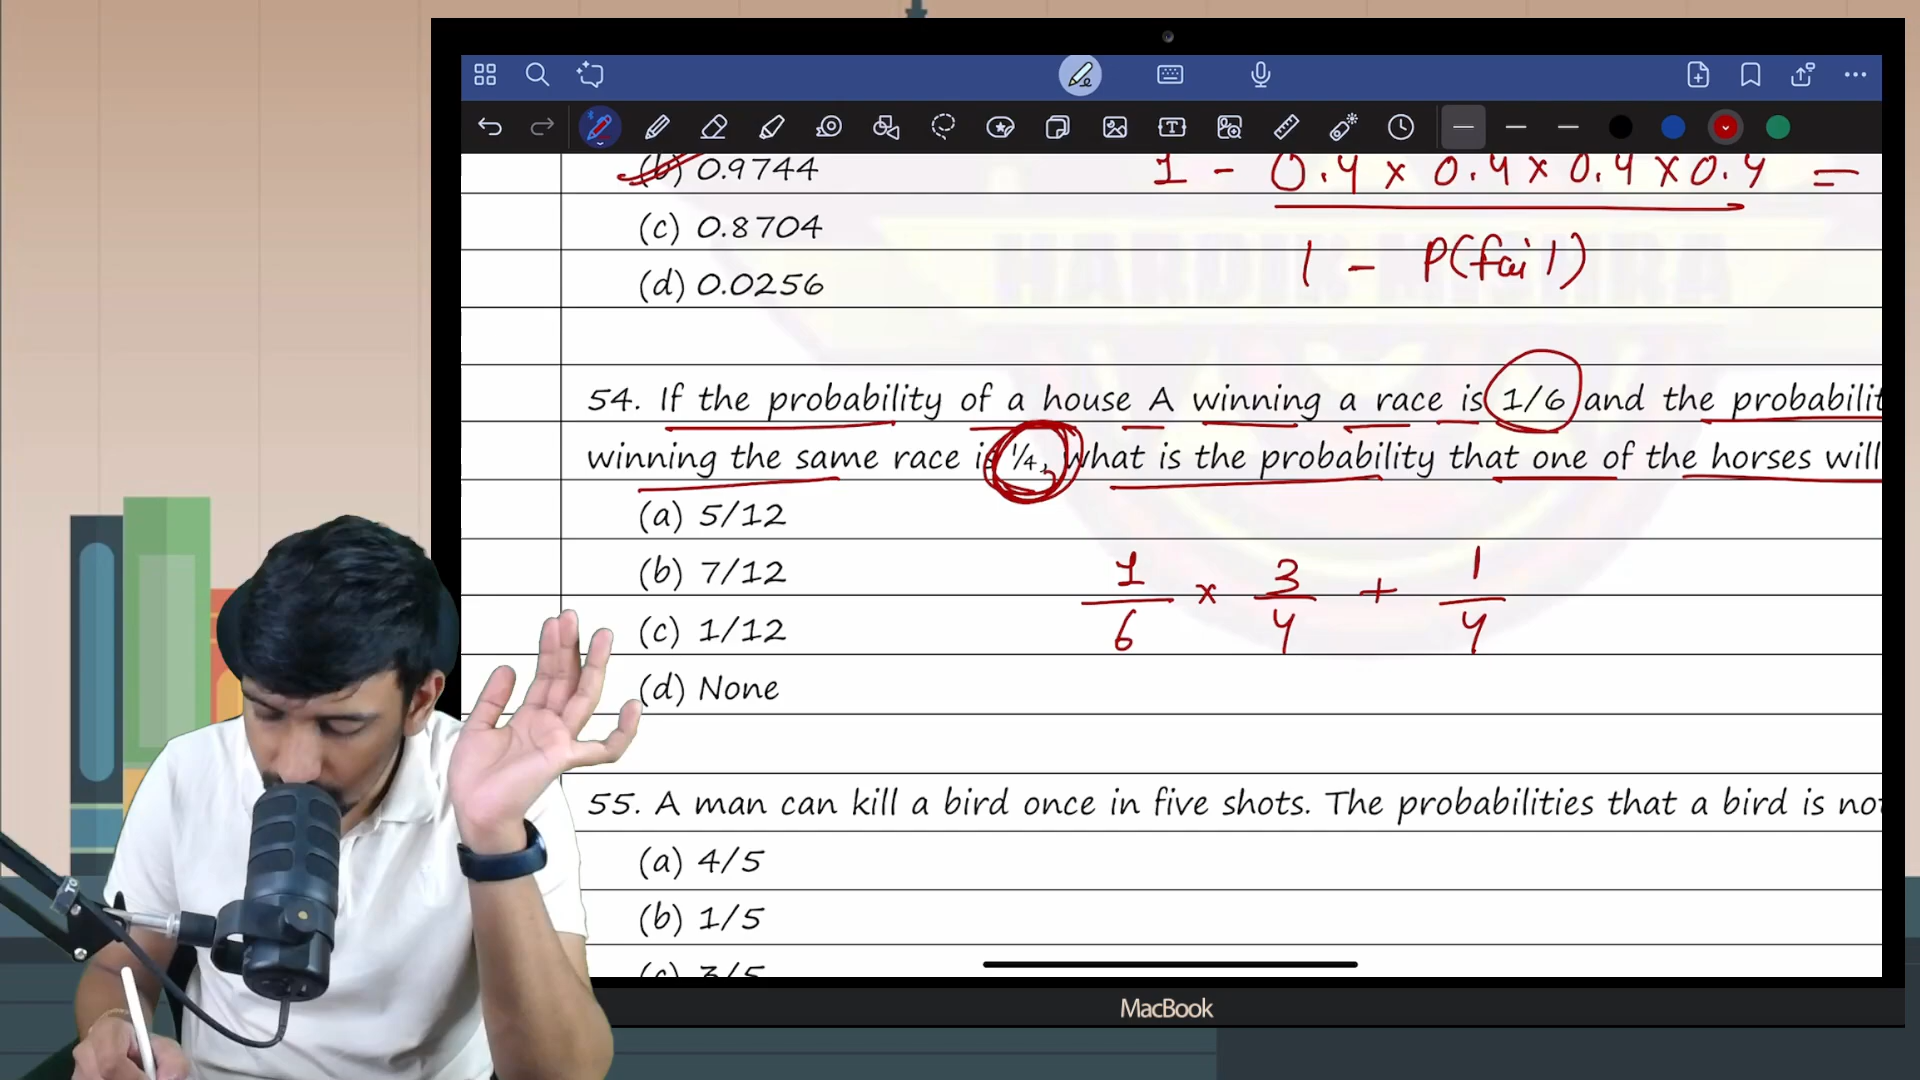 (b) 0.9744
1 - 0.4 x 0.4 x 0.4 x 0.4 =
(c) 0.8704
1 - P(fail)
(d) 0.0256
54. If the probability of a house A winning a race is 1/6 and the
winning the same race is ¼, what is the probability that one of the horses will
(a) 5/12
(b) 7/12
1/6 x 3/4 + 1/4
(c) 1/12
(d) None
55. A man can kill a bird once in five shots. The probabilities that a bird is
(a) 4/5
(b) 1/5
(c) 3/5
MacBook